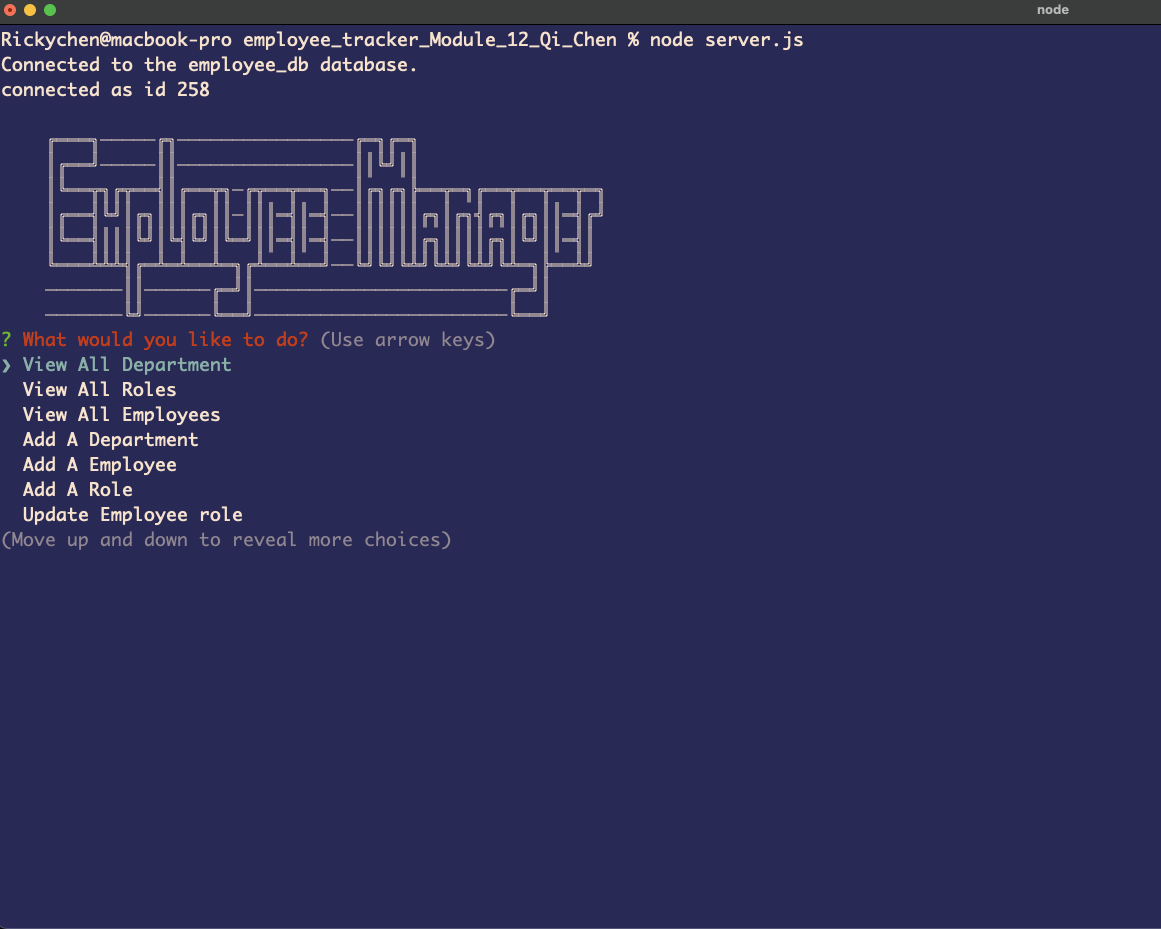 node
Rickychen@macbook-pro employee_tracker_Module_12_Qi_Chen % node server.js
Connected to the employee_db database.
connected as id 258
Employee Manager
? What would you like to do? (Use arrow keys)
❯ View All Department
View All Roles
View All Employees
Add A Department
Add A Employee
Add A Role
Update Employee role
(Move up and down to reveal more choices)